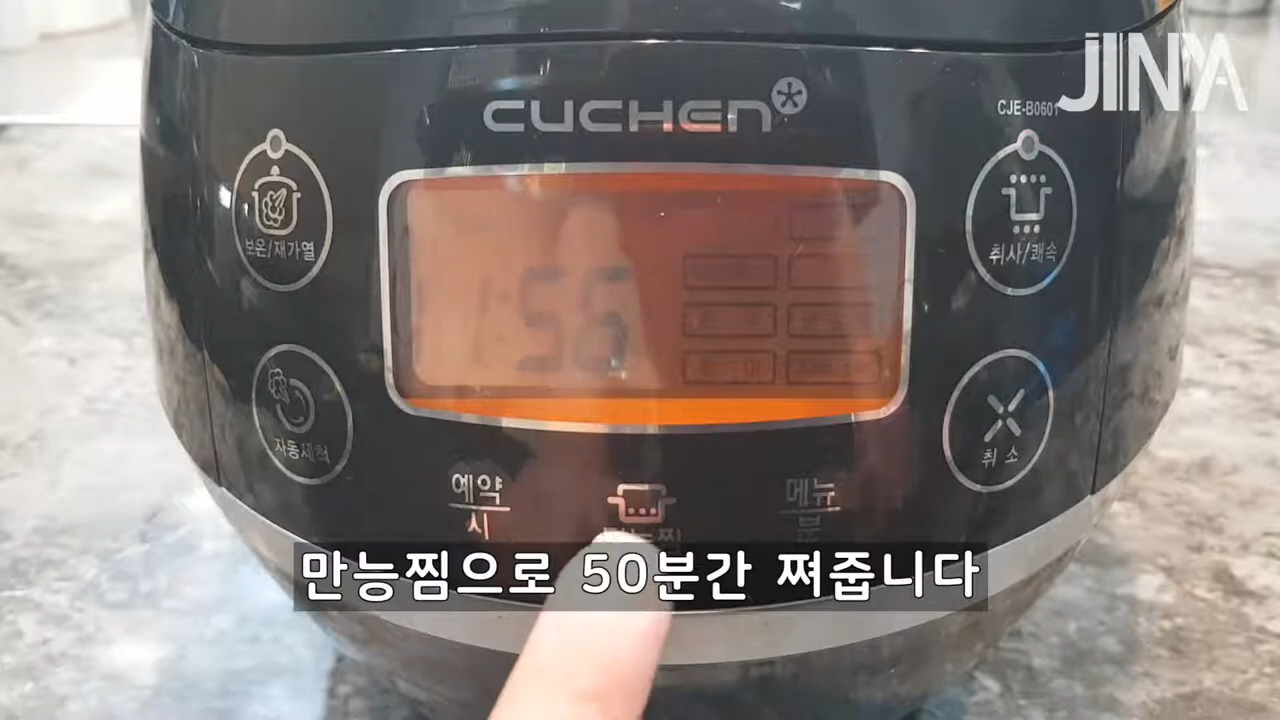 JINYA
CUCHEN
CJE-B0601
보온/재가열
취사/쾌속
자동세척
취소
예약
시
메뉴
분
만능찜으로 50분간 쪄줍니다